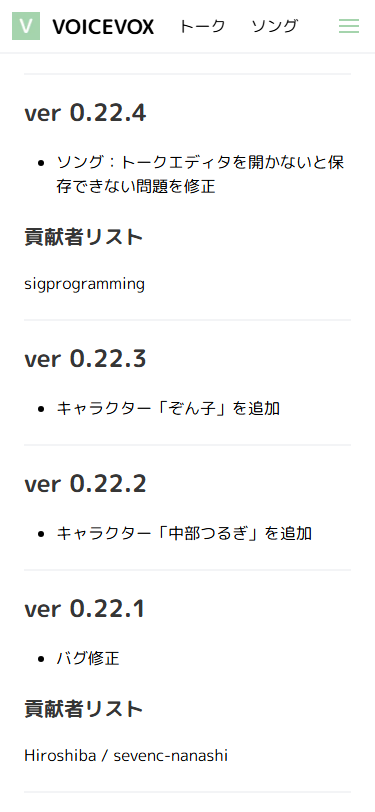 V VOICEVOX トーク ソング
ver 0.22.4
ソング：トークエディタを開かないと保
存できない問題を修正
貢献者リスト
sigprogramming
ver 0.22.3
キャラクター「ぞん子」を追加
ver 0.22.2
キャラクター「中部つるぎ」を追加
ver 0.22.1
バグ修正
貢献者リスト
Hiroshiba / sevenc-nanashi